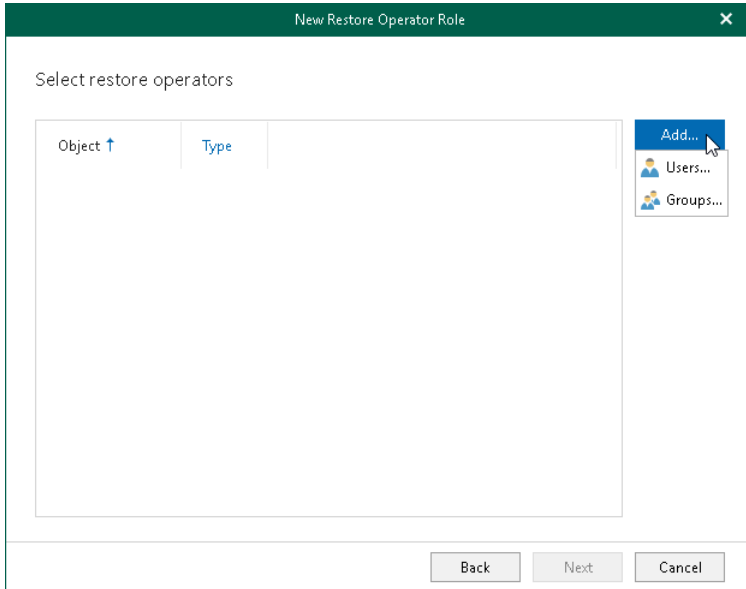 New Restore Operator Role
Select restore operators
Object ↑ Type
Add...
Users...
Groups...
Back Next Cancel